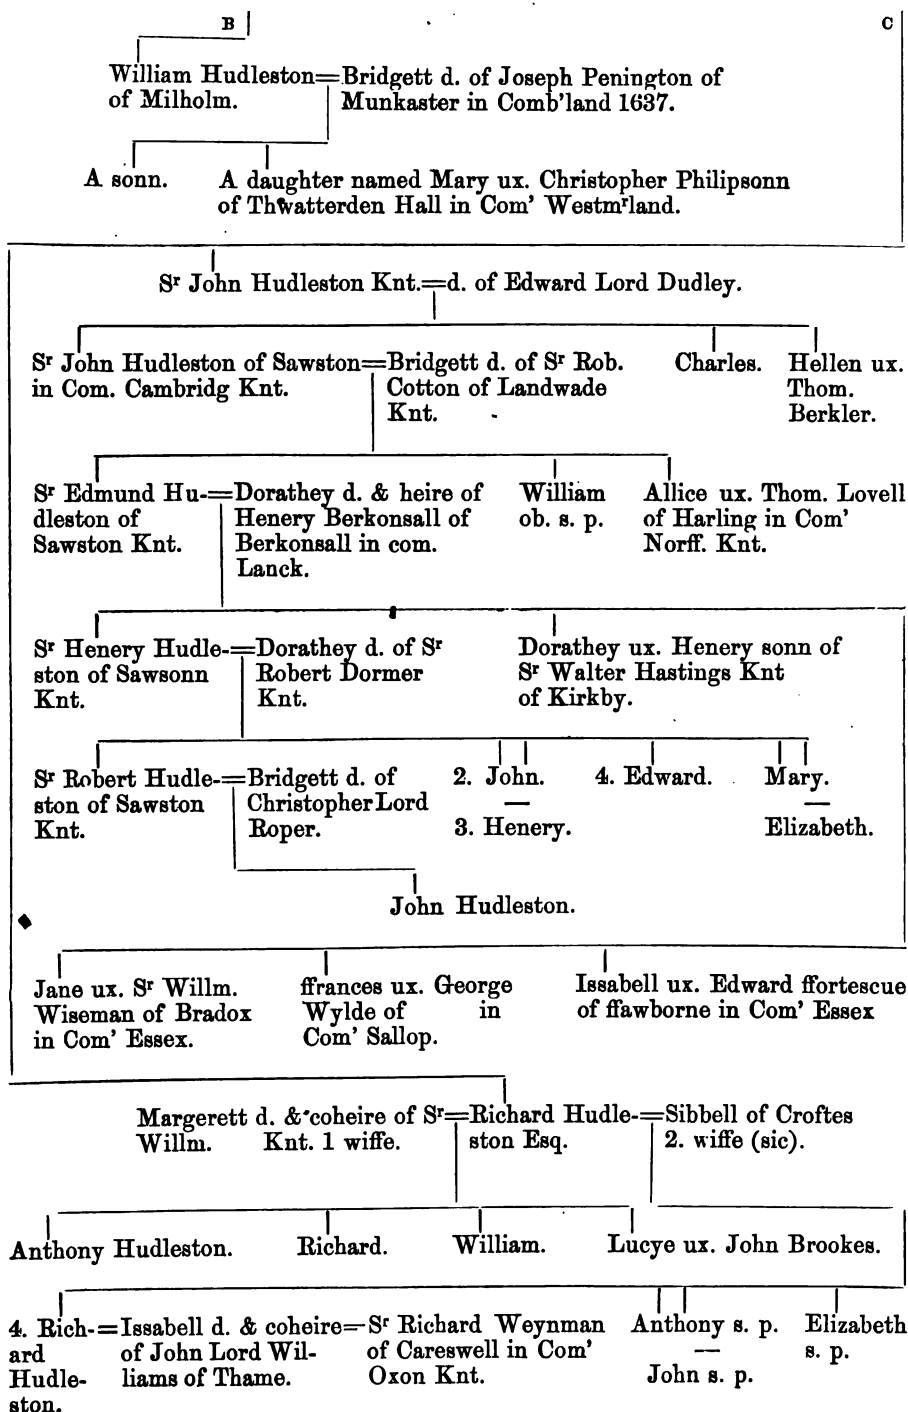 B C
William Hudleston=Bridgett d. of Joseph Penington of
of Milholm. Munkaster in Comb'land 1637.
A sonn. A daughter named Mary ux. Christopher Philipsonn
of Thwatterden Hall in Com' Westmʳland.
Sʳ John Hudleston Knt.=d. of Edward Lord Dudley.
Sʳ John Hudleston of Sawston=Bridgett d. of Sʳ Rob. Charles. Hellen ux.
in Com. Cambridg Knt. Cotton of Landwade Thom.
Knt. Berkler.
Sʳ Edmund Hu-=Dorathey d. & heire of William Allice ux. Thom. Lovell
dleston of Henery Berkonsall of ob. s. p. of Harling in Com'
Sawston Knt. Berkonsall in com. Norff. Knt.
Lanck.
Sʳ Henery Hudle-=Dorathey d. of Sʳ Dorathey ux. Henery sonn of
ston of Sawsonn Robert Dormer Sʳ Walter Hastings Knt
Knt. Knt. of Kirkby.
Sʳ Robert Hudle-=Bridgett d. of 2. John. 4. Edward. Mary.
ston of Sawston Christopher Lord — —
Knt. Roper. 3. Henery. Elizabeth.
John Hudleston.
Jane ux. Sʳ Willm. ffrances ux. George Issabell ux. Edward ffortescue
Wiseman of Bradox Wylde of in of ffawborne in Com' Essex
in Com' Essex. Com' Sallop.
Margerett d. & coheire of Sʳ=Richard Hudle-=Sibbell of Croftes
Willm. Knt. 1 wiffe. ston Esq. 2. wiffe (sic).
Anthony Hudleston. Richard. William. Lucye ux. John Brookes.
4. Rich-=Issabell d. & coheire=Sʳ Richard Weynman Anthony s. p. Elizabeth
ard of John Lord Wil- of Careswell in Com' — s. p.
Hudle- liams of Thame. Oxon Knt. John s. p.
ston.